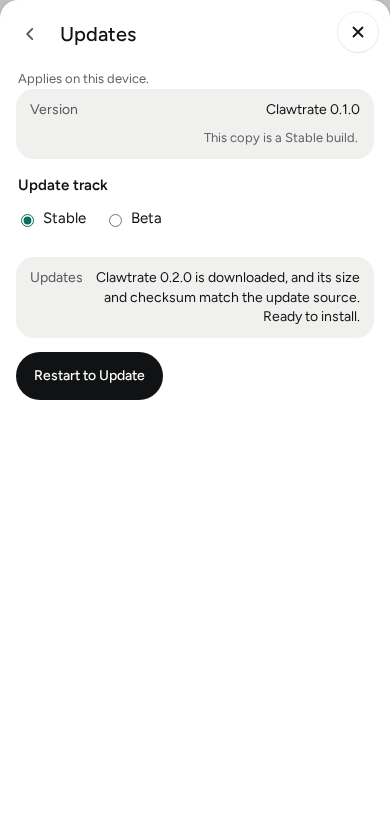 Updates
Applies on this device.
Version Clawtrate 0.1.0
This copy is a Stable build.
Update track
Stable Beta
Updates Clawtrate 0.2.0 is downloaded, and its size
and checksum match the update source.
Ready to install.
Restart to Update